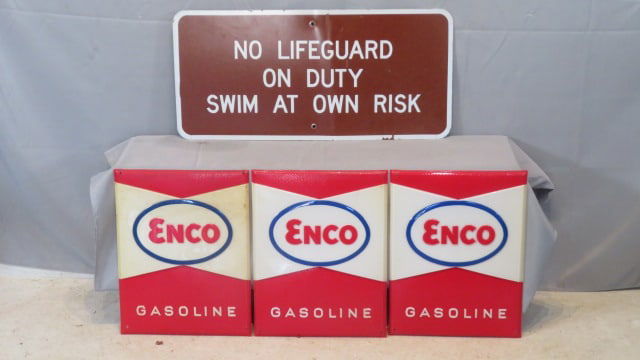 NO LIFEGUARD
ON DUTY
SWIM AT OWN RISK
ENCO
GASOLINE
ENCO
GASOLINE
ENCO
GASOLINE